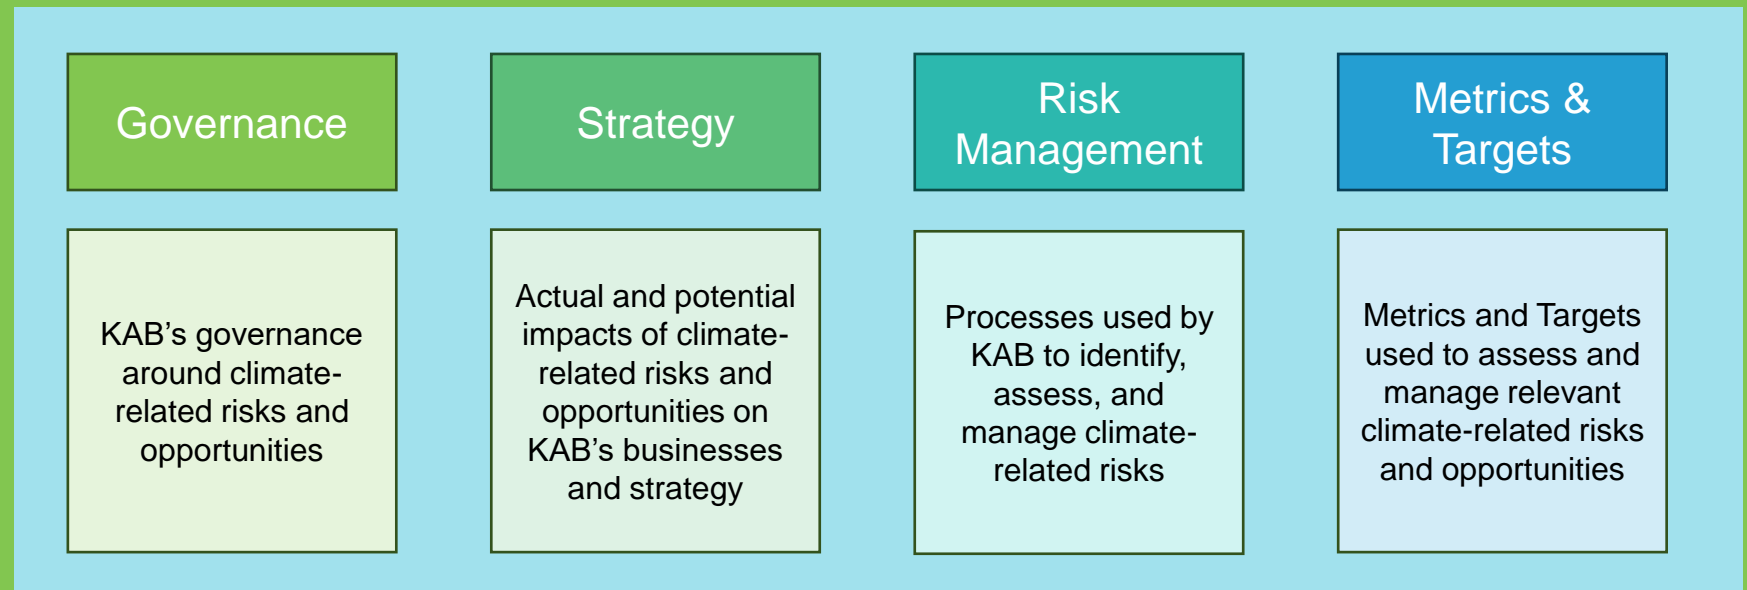 Governance
Strategy
Risk
Management
Metrics &
Targets
KAB’s governance
around climate-
related risks and
opportunities
Actual and potential
impacts of climate-
related risks and
opportunities on
KAB’s businesses
and strategy
Processes used by
KAB to identify,
assess, and
manage climate-
related risks
Metrics and Targets
used to assess and
manage relevant
climate-related risks
and opportunities